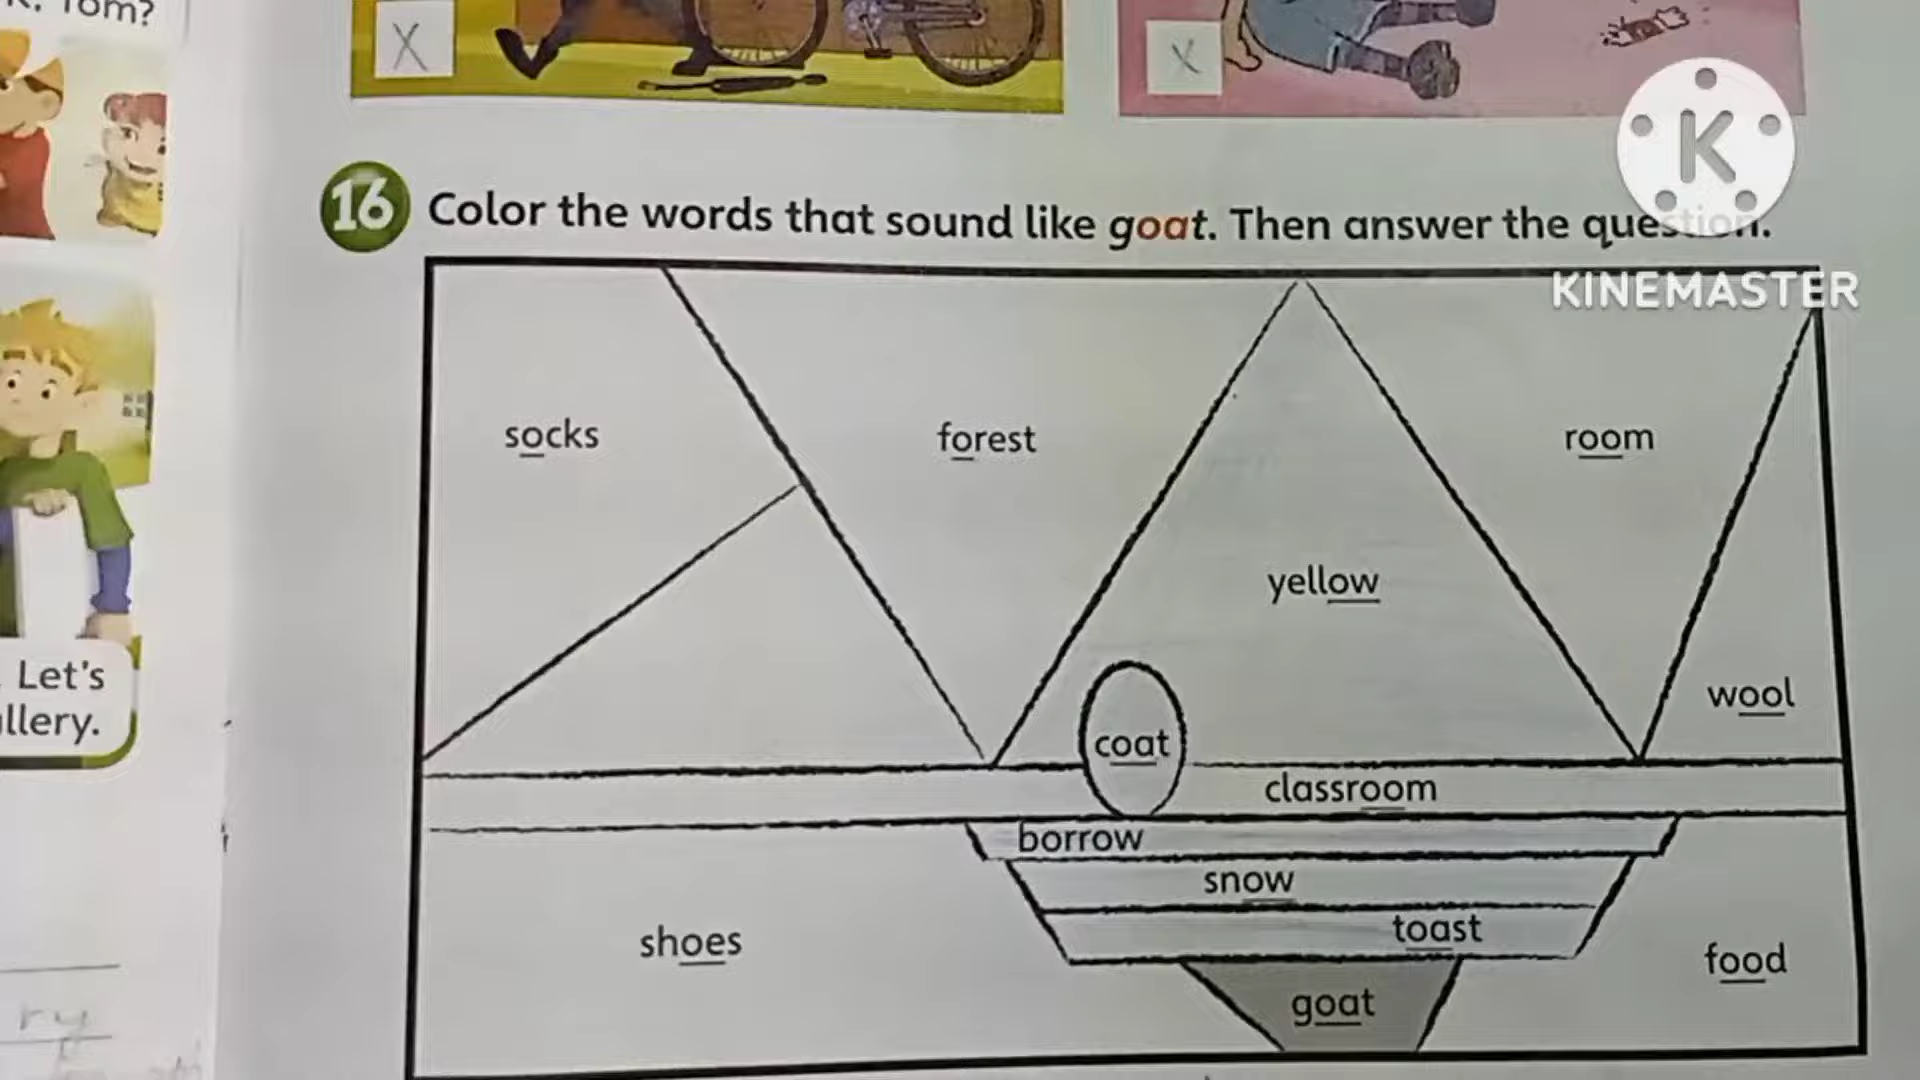 Tom?
X
X
K
KINEMASTER
16 Color the words that sound like goat. Then answer the question.
socks
forest
room
yellow
wool
coat
classroom
borrow
snow
toast
shoes
food
goat
Let's
ry